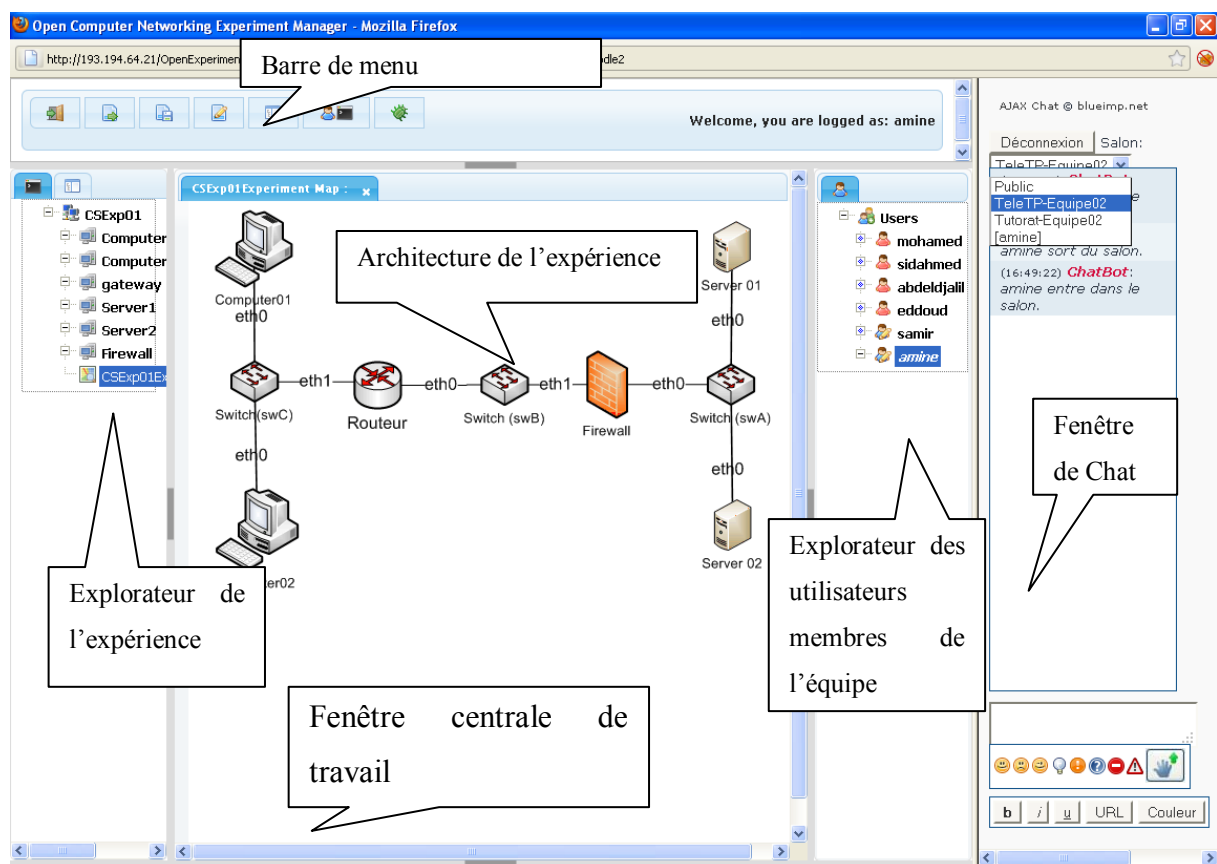 Open Computer Networking Experiment Manager - Mozilla Firefox
http://193.194.64.21/OpenExperimen
dle2
Barre de menu
Welcome, you are logged as: amine
AJAX Chat @ blueimp.net
Déconnexion
Salon:
TeleTP-Equipe02
Public
TeleTP-Equipe02
Tutorat-Equipe02
[amine]
amine sort du salon.
(16:49:22) ChatBot:
amine entre dans le
salon.
CSExp01
Computer
Computer
gateway
Server1
Server2
Firewall
CSExp01Ex
CSExp01Experiment Map :
x
Computer01
eth0
Architecture de l’expérience
Server 01
eth0
eth1
eth0
eth1
eth0
Switch(swC)
Routeur
Switch (swB)
Firewall
Switch (swA)
eth0
eth0
ter02
Server 02
Users
mohamed
sidahmed
abdeldjalil
eddoud
samir
amine
Fenêtre
de Chat
Explorateur de
l’expérience
Explorateur des
utilisateurs
membres de
l’équipe
Fenêtre centrale de
travail
b
i
u
URL
Couleur